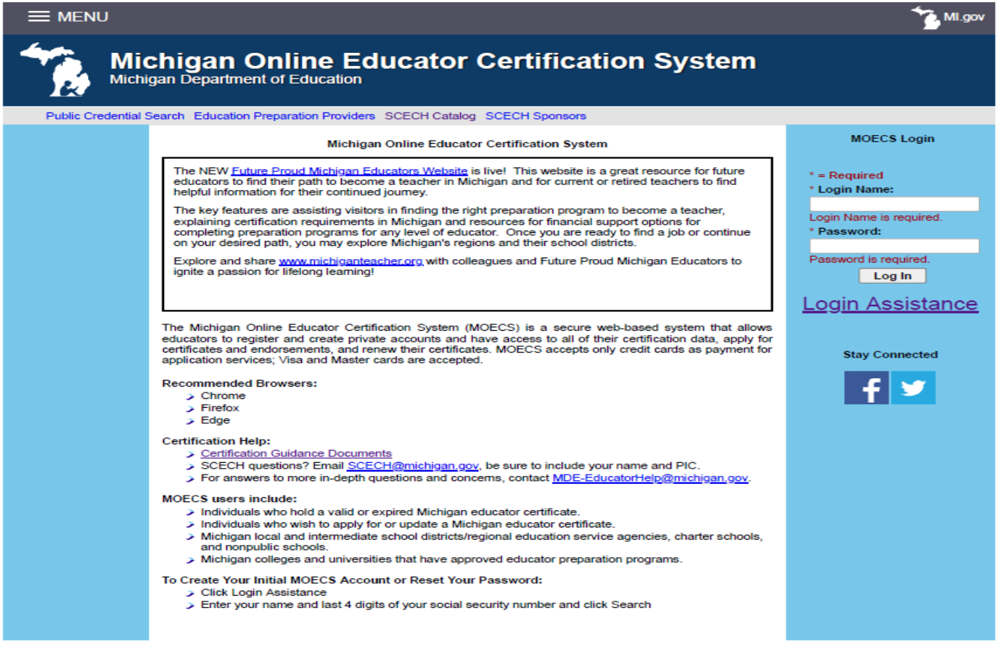 MENU
MI.gov
Michigan Online Educator Certification System
Michigan Department of Education
Public Credential Search Education Preparation Providers SCECH Catalog SCECH Sponsors
Michigan Online Educator Certification System
The NEW Future Proud Michigan Educators Website is live! This website is a great resource for future
educators to find their path to become a teacher in Michigan and for current or retired teachers to find
helpful information for their continued journey.
The key features are assisting visitors in finding the right preparation program to become a teacher,
explaining certification requirements in Michigan and resources for financial support options for
completing preparation programs for any level of educator. Once you are ready to find a job or continue
on your desired path, you may explore Michigan's regions and their school districts.
Explore and share www.michiganteacher.org with colleagues and Future Proud Michigan Educators to
ignite a passion for lifelong learning!
The Michigan Online Educator Certification System (MOECS) is a secure web-based system that allows
educators to register and create private accounts and have access to all of their certification data, apply for
certificates and endorsements, and renew their certificates. MOECS accepts only credit cards as payment for
application services; Visa and Master cards are accepted.
Recommended Browsers:
Chrome
Firefox
Edge
Certification Help:
Certification Guidance Documents
SCECH questions? Email SCECH@michigan.gov, be sure to include your name and PIC.
For answers to more in-depth questions and concerns, contact MDE-EducatorHelp@michigan.gov.
MOECS users include:
Individuals who hold a valid or expired Michigan educator certificate.
Individuals who wish to apply for or update a Michigan educator certificate.
Michigan local and intermediate school districts/regional education service agencies, charter schools,
and nonpublic schools.
Michigan colleges and universities that have approved educator preparation programs.
To Create Your Initial MOECS Account or Reset Your Password:
Click Login Assistance
Enter your name and last 4 digits of your social security number and click Search
MOECS Login
* = Required
* Login Name:
Login Name is required.
* Password:
Password is required.
Log In
Login Assistance
Stay Connected